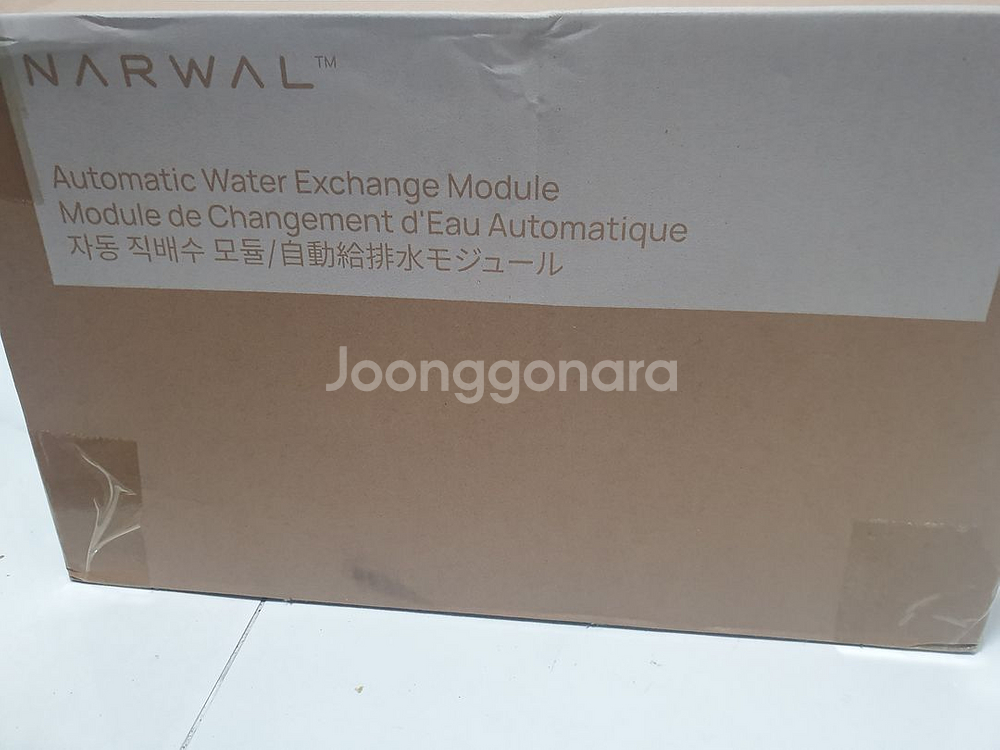 NARWAL™
Automatic Water Exchange Module
Module de Changement d'Eau Automatique
자동 직배수 모듈/自動給排水モジュール
Joonggonara